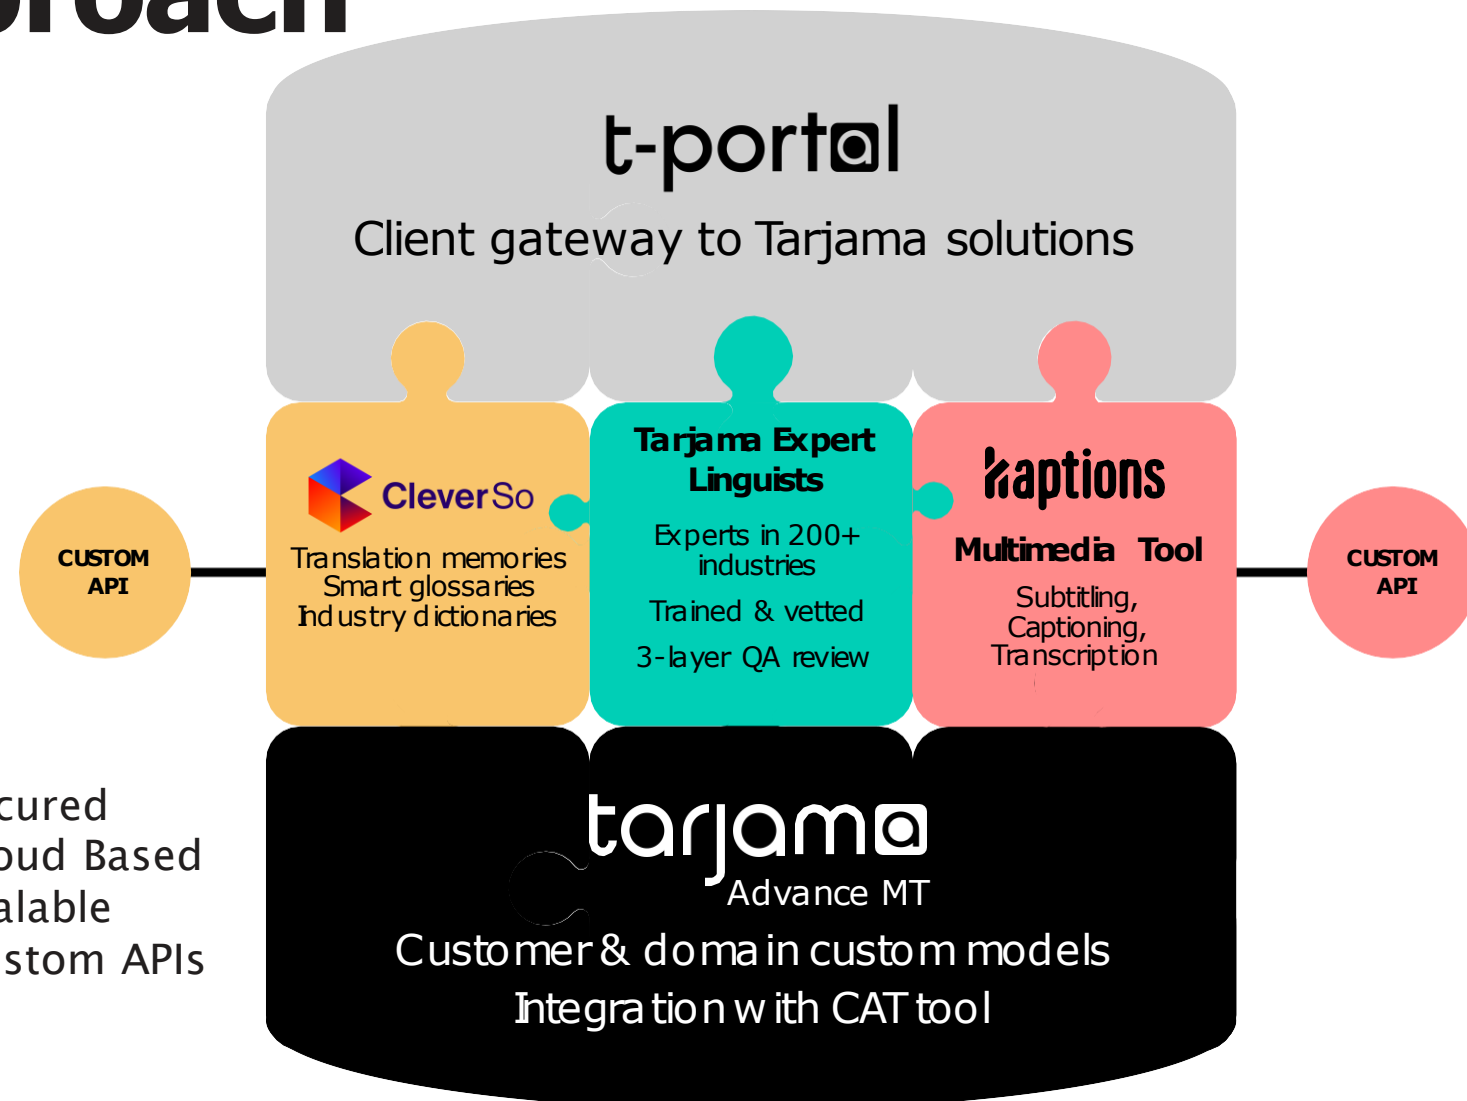 proach
t-portal
Client gateway to Tarjama solutions
CleverSo
Translation memories
Smart glossaries
Industry dictionaries
Tarjama Expert
Linguists
Experts in 200+
industries
Trained & vetted
3-layer QA review
kaptions
Multimedia Tool
Subtitling,
Captioning,
Transcription
CUSTOM
API
CUSTOM
API
cured
oud Based
alable
stom APIs
tarjama
Advance MT
Customer & domain custom models
Integration with CAT tool